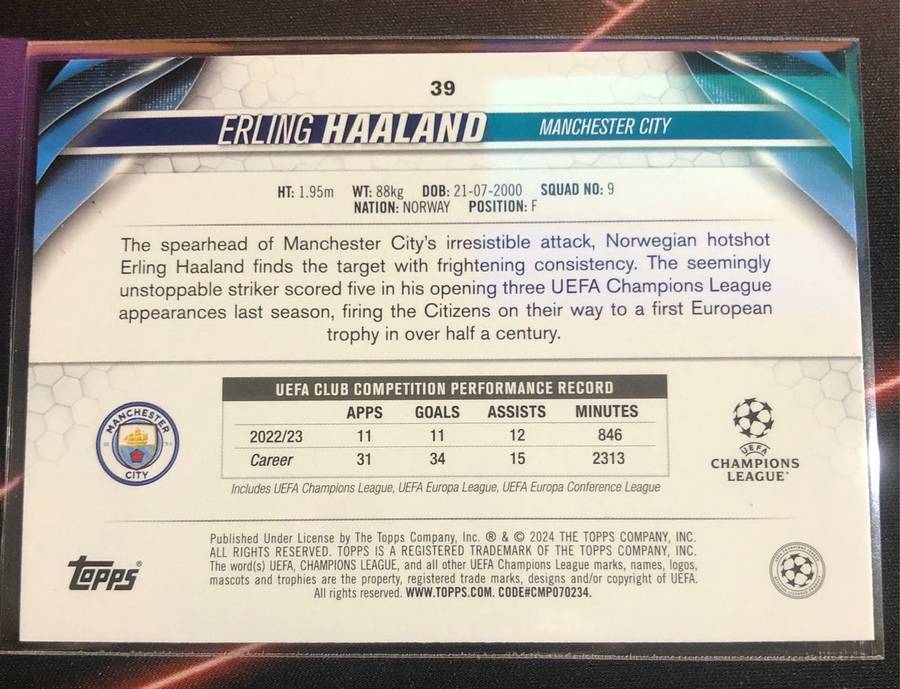 39
ERLING HAALAND MANCHESTER CITY
HT: 1.95m WT: 88kg DOB: 21-07-2000 SQUAD NO: 9
NATION: NORWAY POSITION: F
The spearhead of Manchester City's irresistible attack, Norwegian hotshot
Erling Haaland finds the target with frightening consistency. The seemingly
unstoppable striker scored five in his opening three UEFA Champions League
appearances last season, firing the Citizens on their way to a first European
trophy in over half a century.
UEFA CLUB COMPETITION PERFORMANCE RECORD
APPS GOALS ASSISTS MINUTES
2022/23 11 11 12 846
Career 31 34 15 2313
Includes UEFA Champions League, UEFA Europa League, UEFA Europa Conference League
MANCHESTER
CITY
UEFA
CHAMPIONS
LEAGUE®
Published Under License by The Topps Company, Inc. ® & © 2024 THE TOPPS COMPANY, INC.
ALL RIGHTS RESERVED. TOPPS IS A REGISTERED TRADEMARK OF THE TOPPS COMPANY, INC.
The word(s) UEFA, CHAMPIONS LEAGUE, and all other UEFA Champions League marks, names, logos,
mascots and trophies are the property, registered trade marks, designs and/or copyright of UEFA.
All rights reserved. WWW.TOPPS.COM. CODE#CMP070234.
topps®